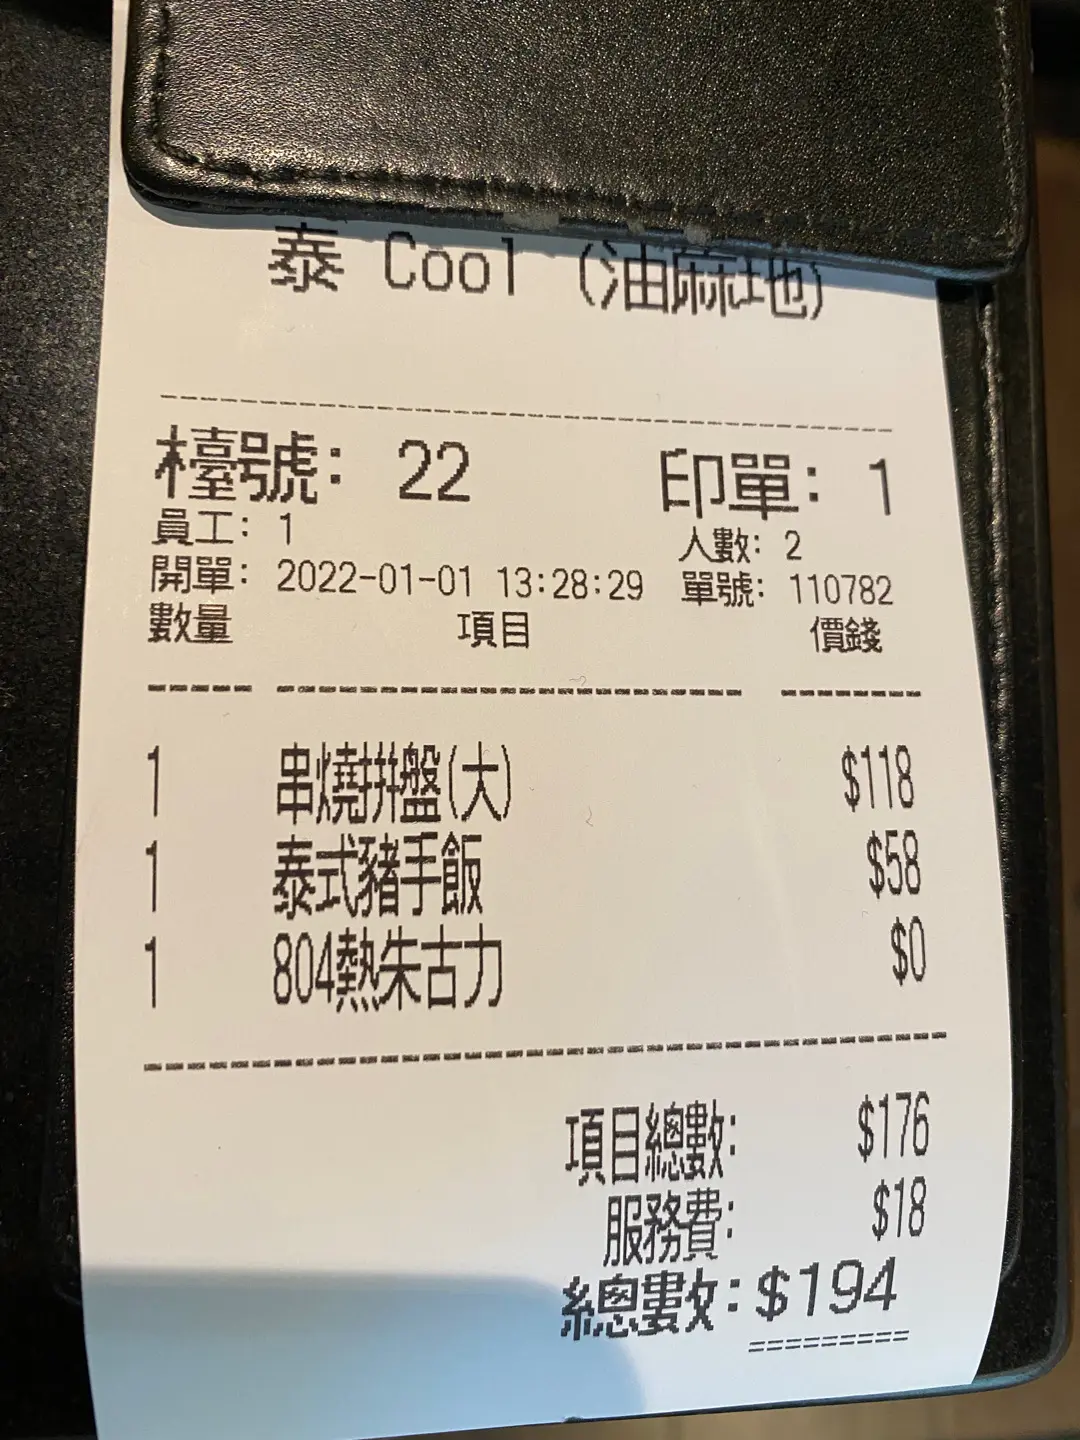 泰 Cool (油麻地)
檯號: 22 印單: 1
員工: 1 人數: 2
開單: 2022-01-01 13:28:29 單號: 110782
數量 項目 價錢
1 串燒拼盤(大) $118
1 泰式豬手飯 $58
1 804熱朱古力 $0
項目總數: $176
服務費: $18
總數: $194